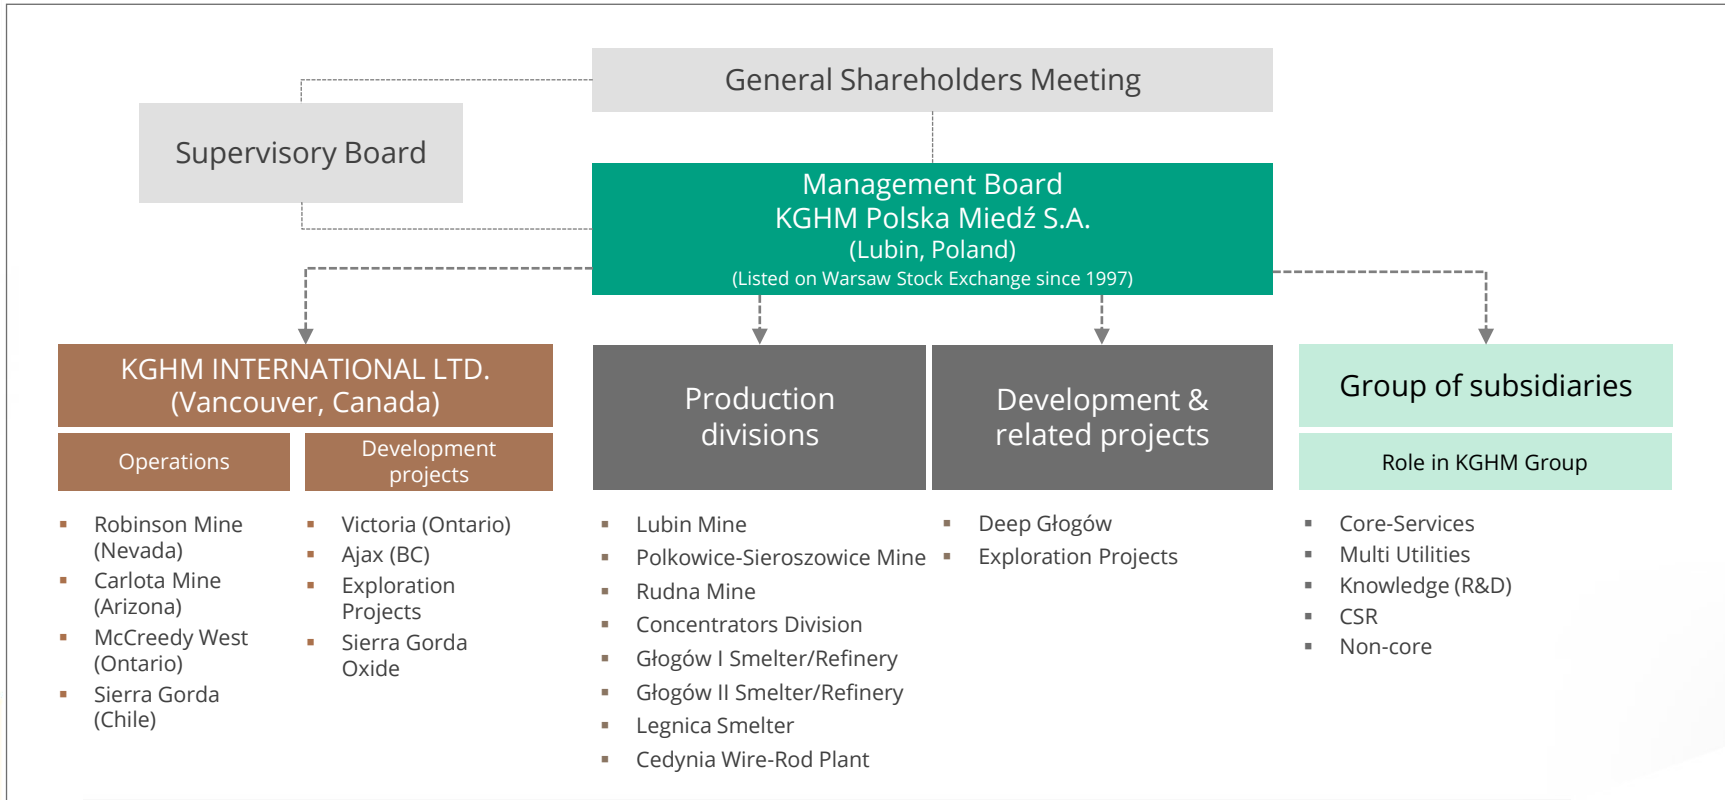 General Shareholders Meeting
Supervisory Board
Management Board
KGHM Polska Miedź S.A.
(Lubin, Poland)
(Listed on Warsaw Stock Exchange since 1997)
KGHM INTERNATIONAL LTD.
(Vancouver, Canada)
Operations
Robinson Mine
(Nevada)
Carlota Mine
(Arizona)
McCreedy West
(Ontario)
Sierra Gorda
(Chile)
Development
projects
Victoria (Ontario)
Ajax (BC)
Exploration
Projects
Sierra Gorda
Oxide
Production
divisions
Lubin Mine
Polkowice-Sieroszowice Mine
Rudna Mine
Concentrators Division
Głogów I Smelter/Refinery
Głogów II Smelter/Refinery
Legnica Smelter
Cedynia Wire-Rod Plant
Development &
related projects
Deep Głogów
Exploration Projects
Group of subsidiaries
Role in KGHM Group
Core-Services
Multi Utilities
Knowledge (R&D)
CSR
Non-core